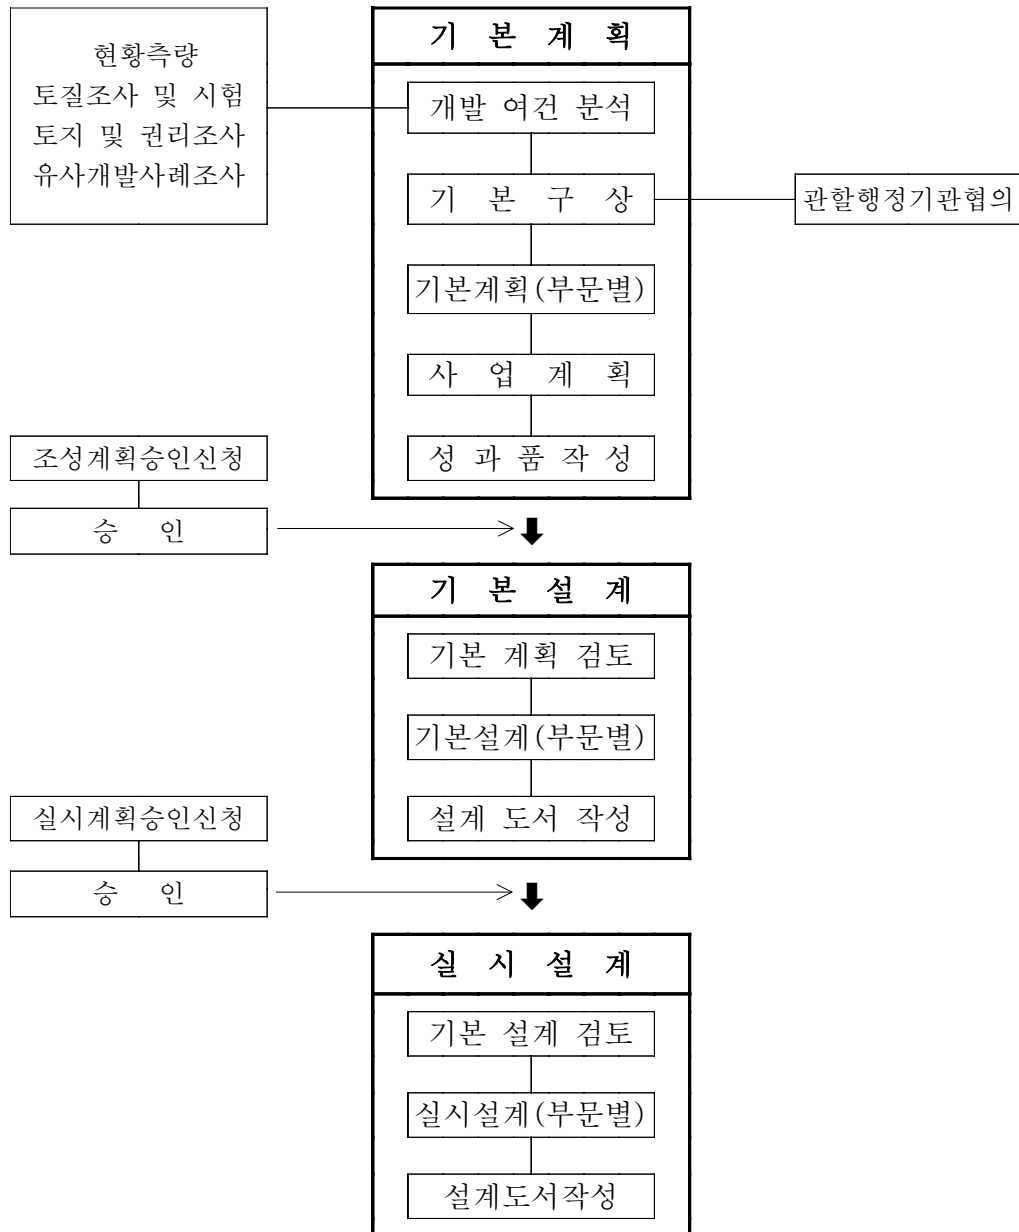 현황측량
토질조사 및 시험
토지 및 권리조사
유사개발사례조사
기 본 계 획
개발 여건 분석
기 본 구 상
관할행정기관협의
기본계획(부문별)
사 업 계 획
성 과 품 작 성
조성계획승인신청
승 인
기 본 설 계
기본 계획 검토
기본설계(부문별)
설계 도서 작성
실시계획승인신청
승 인
실 시 설 계
기본 설계 검토
실시설계(부문별)
설계도서작성